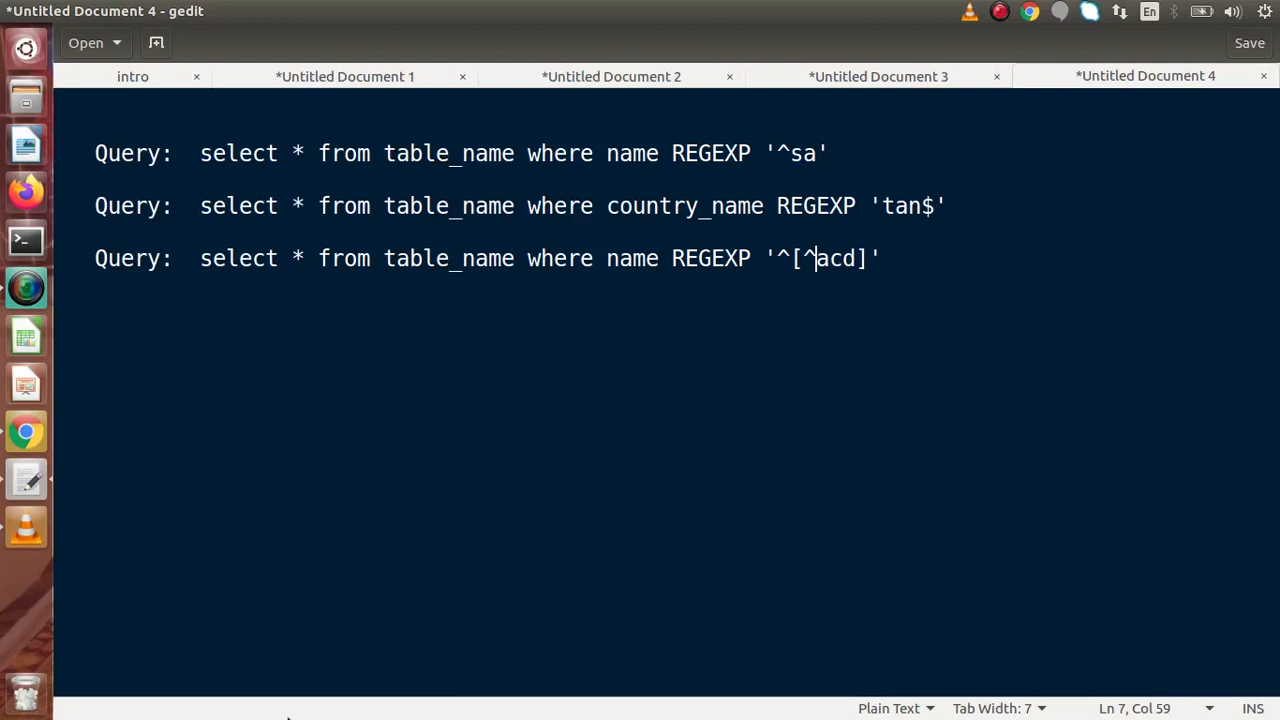 *Untitled Document 4 - gedit
En
Open
Save
intro × *Untitled Document 1 × *Untitled Document 2 × *Untitled Document 3 × *Untitled Document 4 ×
Query: select * from table_name where name REGEXP '^sa'
Query: select * from table_name where country_name REGEXP 'tan$'
Query: select * from table_name where name REGEXP '^[^acd]'
Plain Text Tab Width: 7 Ln 7, Col 59 INS